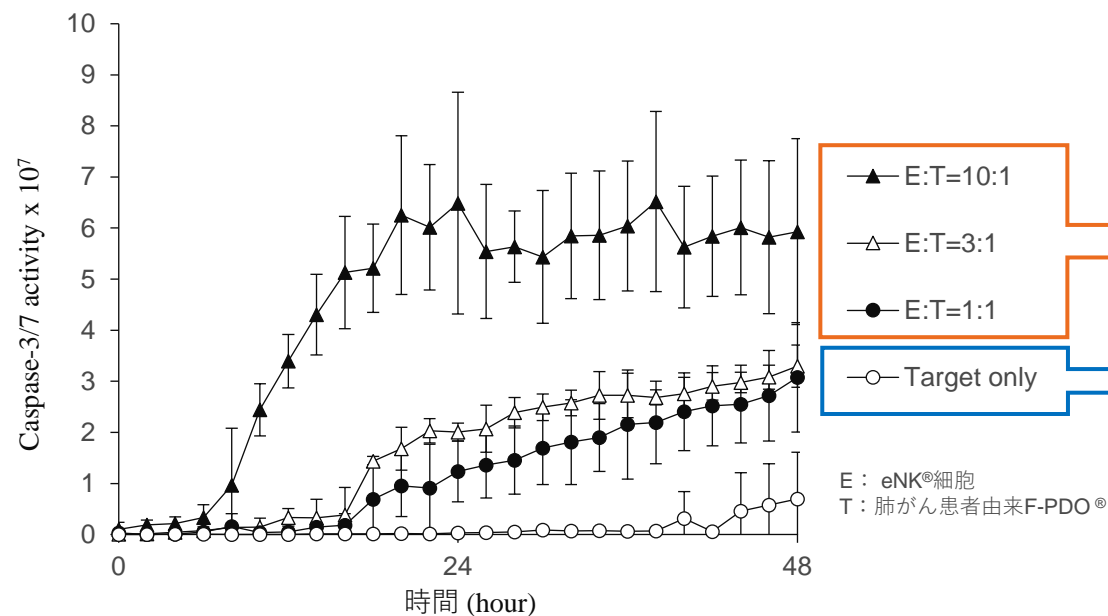 Caspase-3/7 activity x 10⁷
10
9
8
7
6
5
4
3
2
1
0
0
24
48
時間 (hour)
E:T=10:1
E:T=3:1
E:T=1:1
Target only
E： eNK®細胞
T：肺がん患者由来F-PDO®